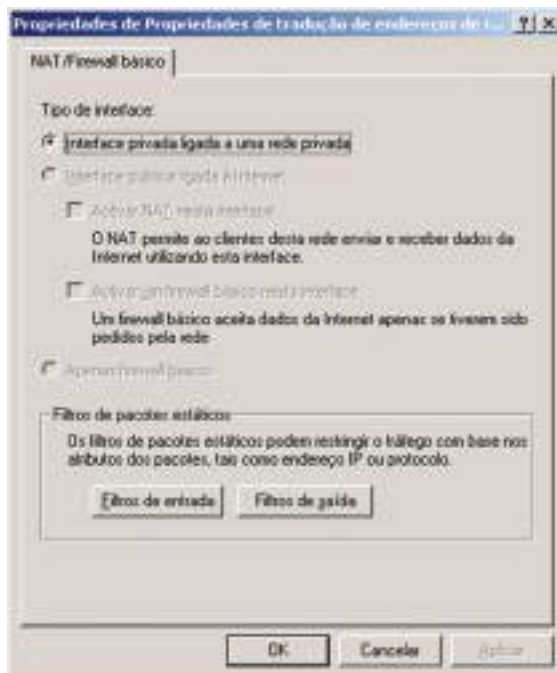 Propriedades de Propriedades de tradução de endereços de r...
NAT/Firewall básico
Tipo de interface:
Interface privada ligada a uma rede privada
Interface pública ligada à Internet
Activar NAT nesta interface
O NAT permite ao clientes desta rede enviar e receber dados da
Internet utilizando esta interface.
Activar um firewall básico nesta interface
Um firewall básico aceita dados da Internet apenas se tiverem sido
pedidos pela rede
Apenas firewall básico
Filtros de pacotes estáticos
Os filtros de pacotes estáticos podem restringir o tráfego com base nos
atributos dos pacotes, tais como endereço IP ou protocolo.
Filtros de entrada
Filtros de saída
OK
Cancelar
Aplicar